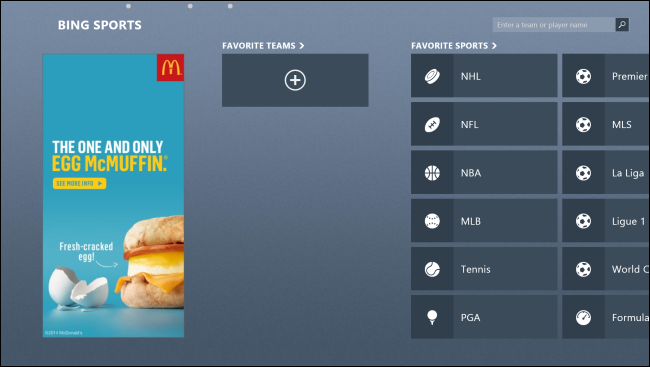 BING SPORTS
Enter a team or player name
THE ONE AND ONLY
EGG McMUFFIN.®
SEE MORE INFO
Fresh-cracked
egg!
©2014 McDonald's
FAVORITE TEAMS
FAVORITE SPORTS
NHL
Premier
NFL
MLS
NBA
La Liga
MLB
Ligue 1
Tennis
World C
PGA
Formula